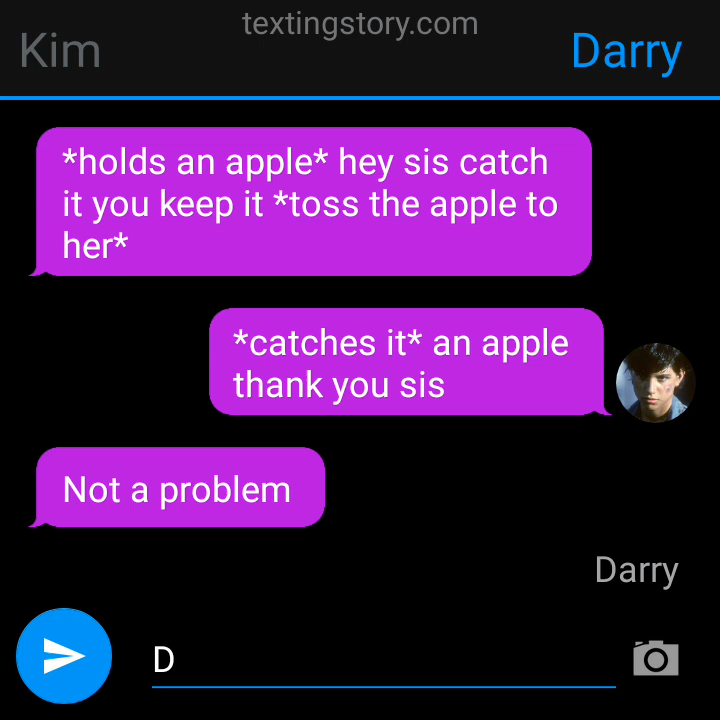 textingstory.com
Kim
Darry
*holds an apple* hey sis catch
it you keep it *toss the apple to
her*
*catches it* an apple
thank you sis
Not a problem
Darry
D